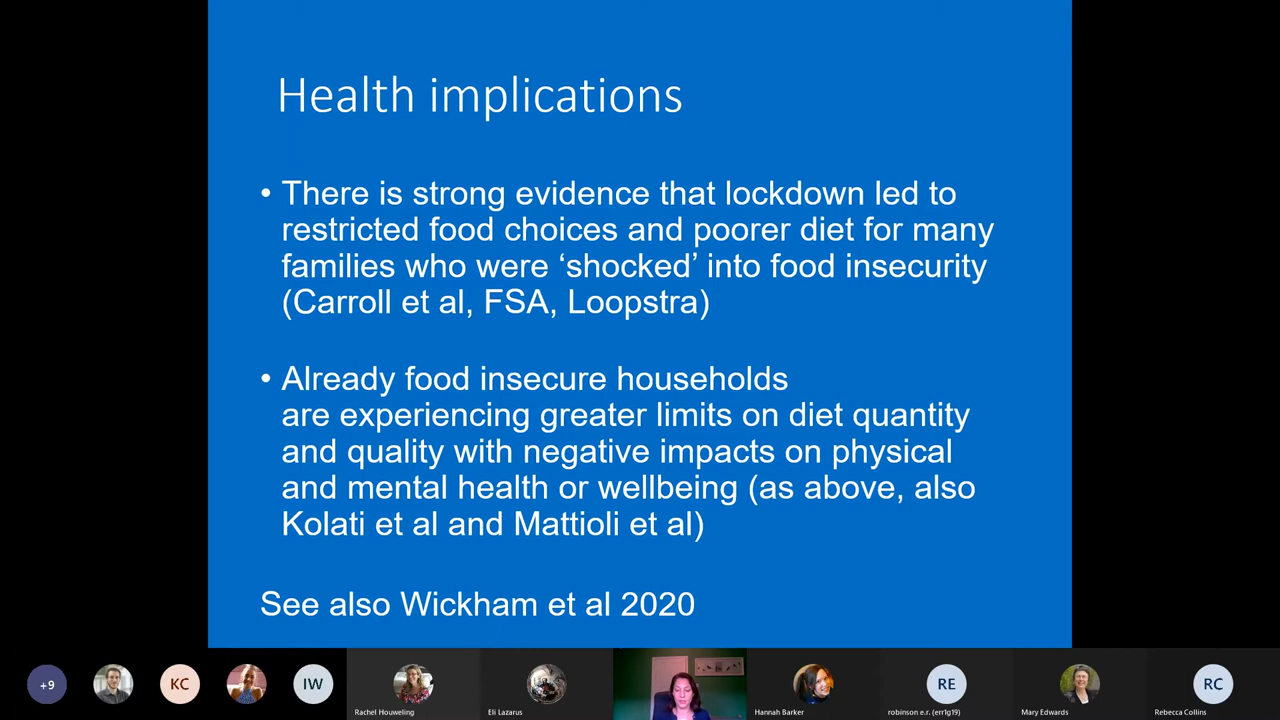 Health implications
• There is strong evidence that lockdown led to
restricted food choices and poorer diet for many
families who were ‘shocked’ into food insecurity
(Carroll et al, FSA, Loopstra)
• Already food insecure households
are experiencing greater limits on diet quantity
and quality with negative impacts on physical
and mental health or wellbeing (as above, also
Kolati et al and Mattioli et al)
See also Wickham et al 2020
+9
KC
IW
Rachel Houweling
Eli Lazarus
Hannah Barker
RE
robinson e.r. (err1g19)
Mary Edwards
RC
Rebecca Collins